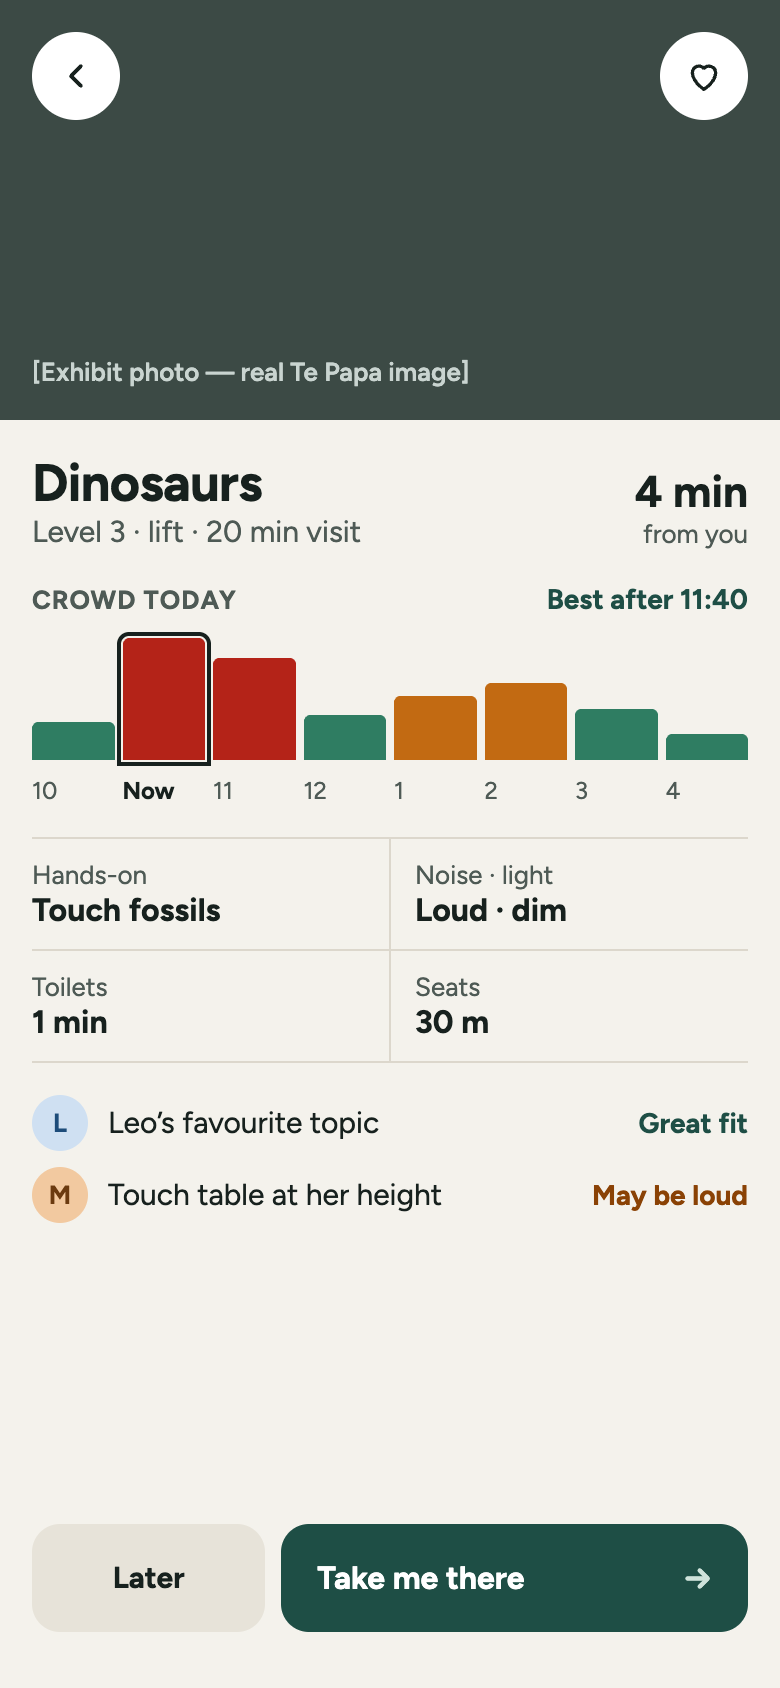 [Exhibit photo — real Te Papa image]
Dinosaurs
4 min
Level 3 · lift · 20 min visit
from you
CROWD TODAY
Best after 11:40
10 Now 11 12 1 2 3 4
Hands-on
Touch fossils
Noise · light
Loud · dim
Toilets
1 min
Seats
30 m
L Leo’s favourite topic Great fit
M Touch table at her height May be loud
Later
Take me there →